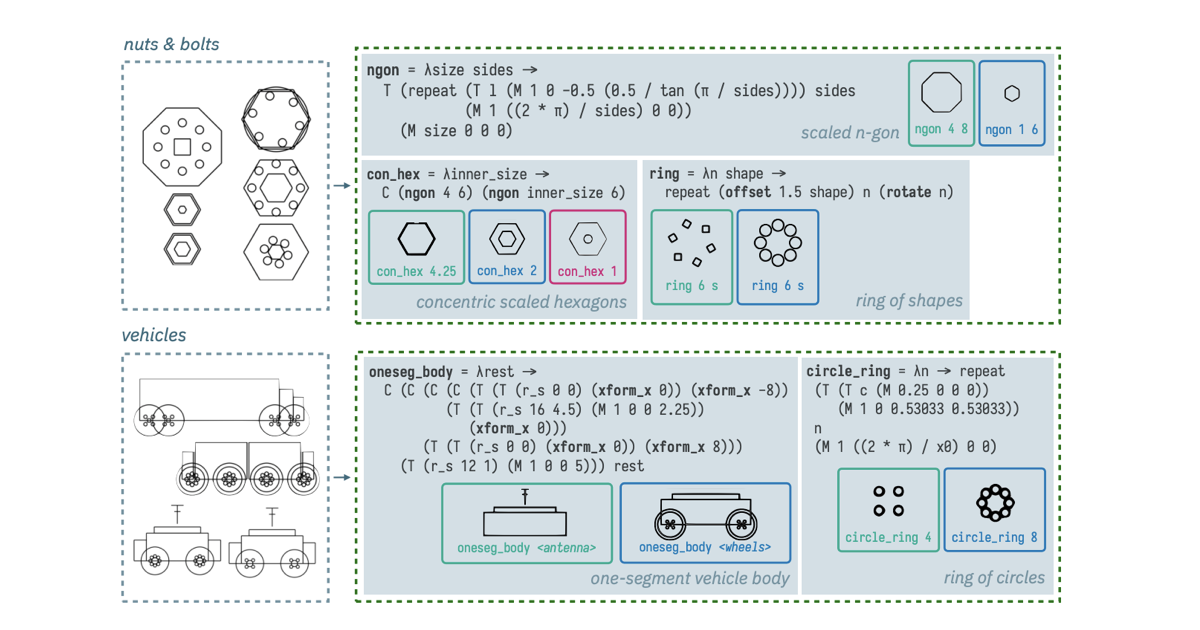 nuts & bolts
ngon = λsize sides →
T (repeat (T l (M 1 0 -0.5 (0.5 / tan (π / sides)))) sides
(M 1 ((2 * π) / sides) 0 0))
(M size 0 0 0)
scaled n-gon
ngon 4 8
ngon 1 6
con_hex = λinner_size →
C (ngon 4 6) (ngon inner_size 6)
con_hex 4.25
con_hex 2
con_hex 1
concentric scaled hexagons
ring = λn shape →
repeat (offset 1.5 shape) n (rotate n)
ring 6 s
ring 6 s
ring of shapes
vehicles
oneseg_body = λrest →
C (C (C (C (T (T (r_s 0 0) (xform_x 0)) (xform_x -8))
(T (T (r_s 16 4.5) (M 1 0 0 2.25))
(xform_x 0)))
(T (T (r_s 0 0) (xform_x 0)) (xform_x 8)))
(T (r_s 12 1) (M 1 0 0 5))) rest
oneseg_body <antenna>
oneseg_body <wheels>
one-segment vehicle body
circle_ring = λn → repeat
(T (T c (M 0.25 0 0 0))
(M 1 0 0.53033 0.53033))
n
(M 1 ((2 * π) / x0) 0 0)
circle_ring 4
circle_ring 8
ring of circles